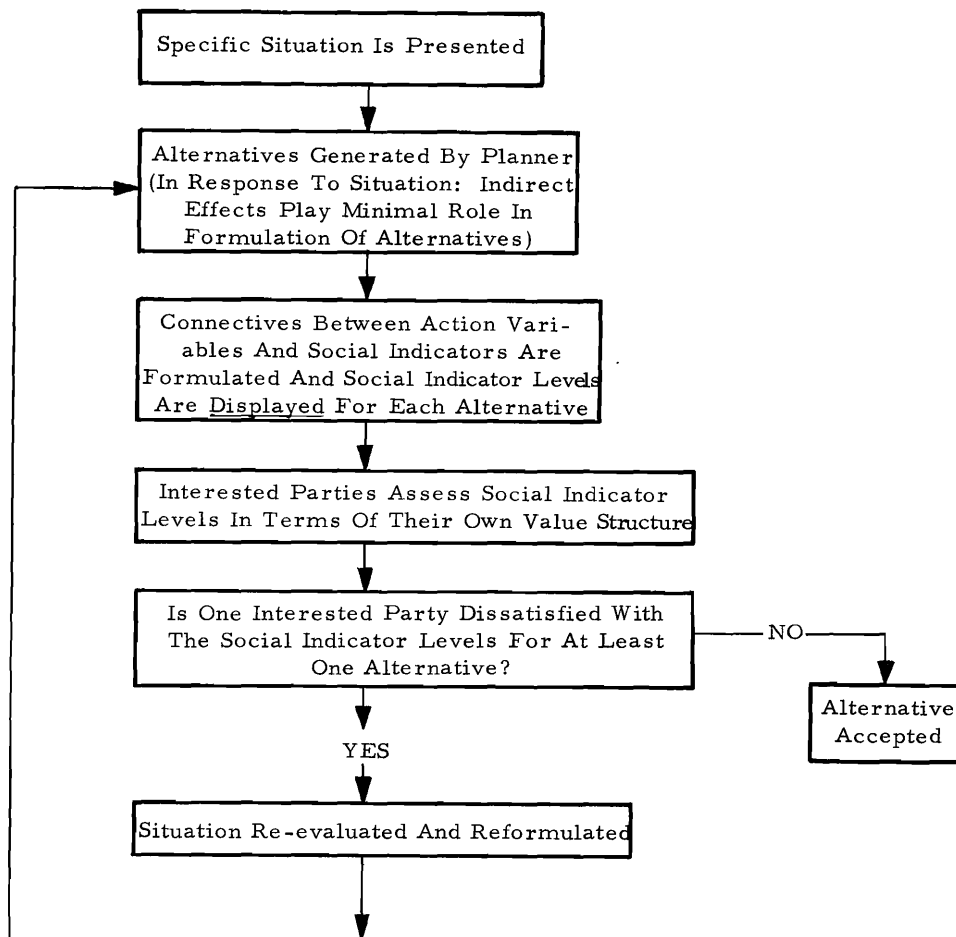 Specific Situation Is Presented
Alternatives Generated By Planner
(In Response To Situation: Indirect
Effects Play Minimal Role In
Formulation Of Alternatives)
Connectives Between Action Vari-
ables And Social Indicators Are
Formulated And Social Indicator Levels
Are Displayed For Each Alternative
Interested Parties Assess Social Indicator
Levels In Terms Of Their Own Value Structure
Is One Interested Party Dissatisfied With
The Social Indicator Levels For At Least
One Alternative?
NO
Alternative
Accepted
YES
Situation Re-evaluated And Reformulated